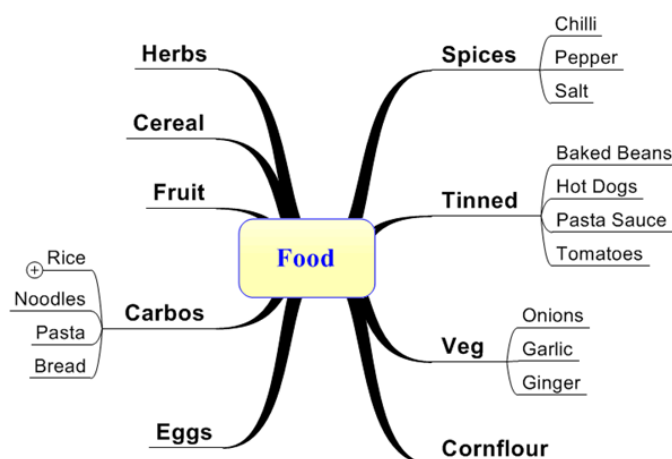 Food
Herbs
Cereal
Fruit
Carbos
Rice
Noodles
Pasta
Bread
Eggs
Spices
Chilli
Pepper
Salt
Tinned
Baked Beans
Hot Dogs
Pasta Sauce
Tomatoes
Veg
Onions
Garlic
Ginger
Cornflour